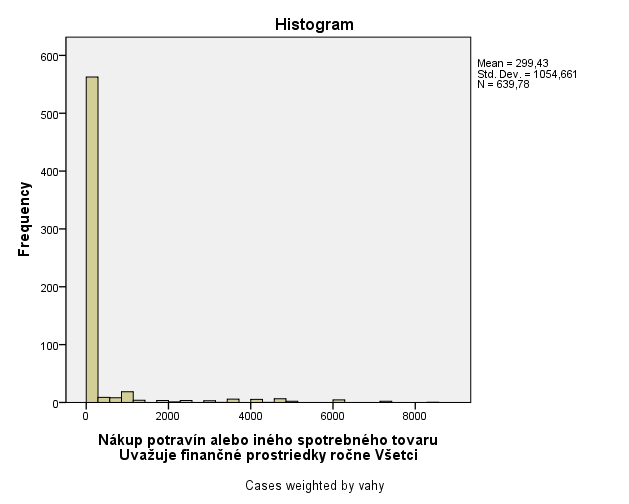 Histogram
600
500
400
300
200
100
0
Frequency
0 2000 4000 6000 8000
Mean = 299,43
Std. Dev. = 1054,661
N = 639,78
Nákup potravín alebo iného spotrebného tovaru
Uvažuje finančné prostriedky ročne Všetci
Cases weighted by vahy